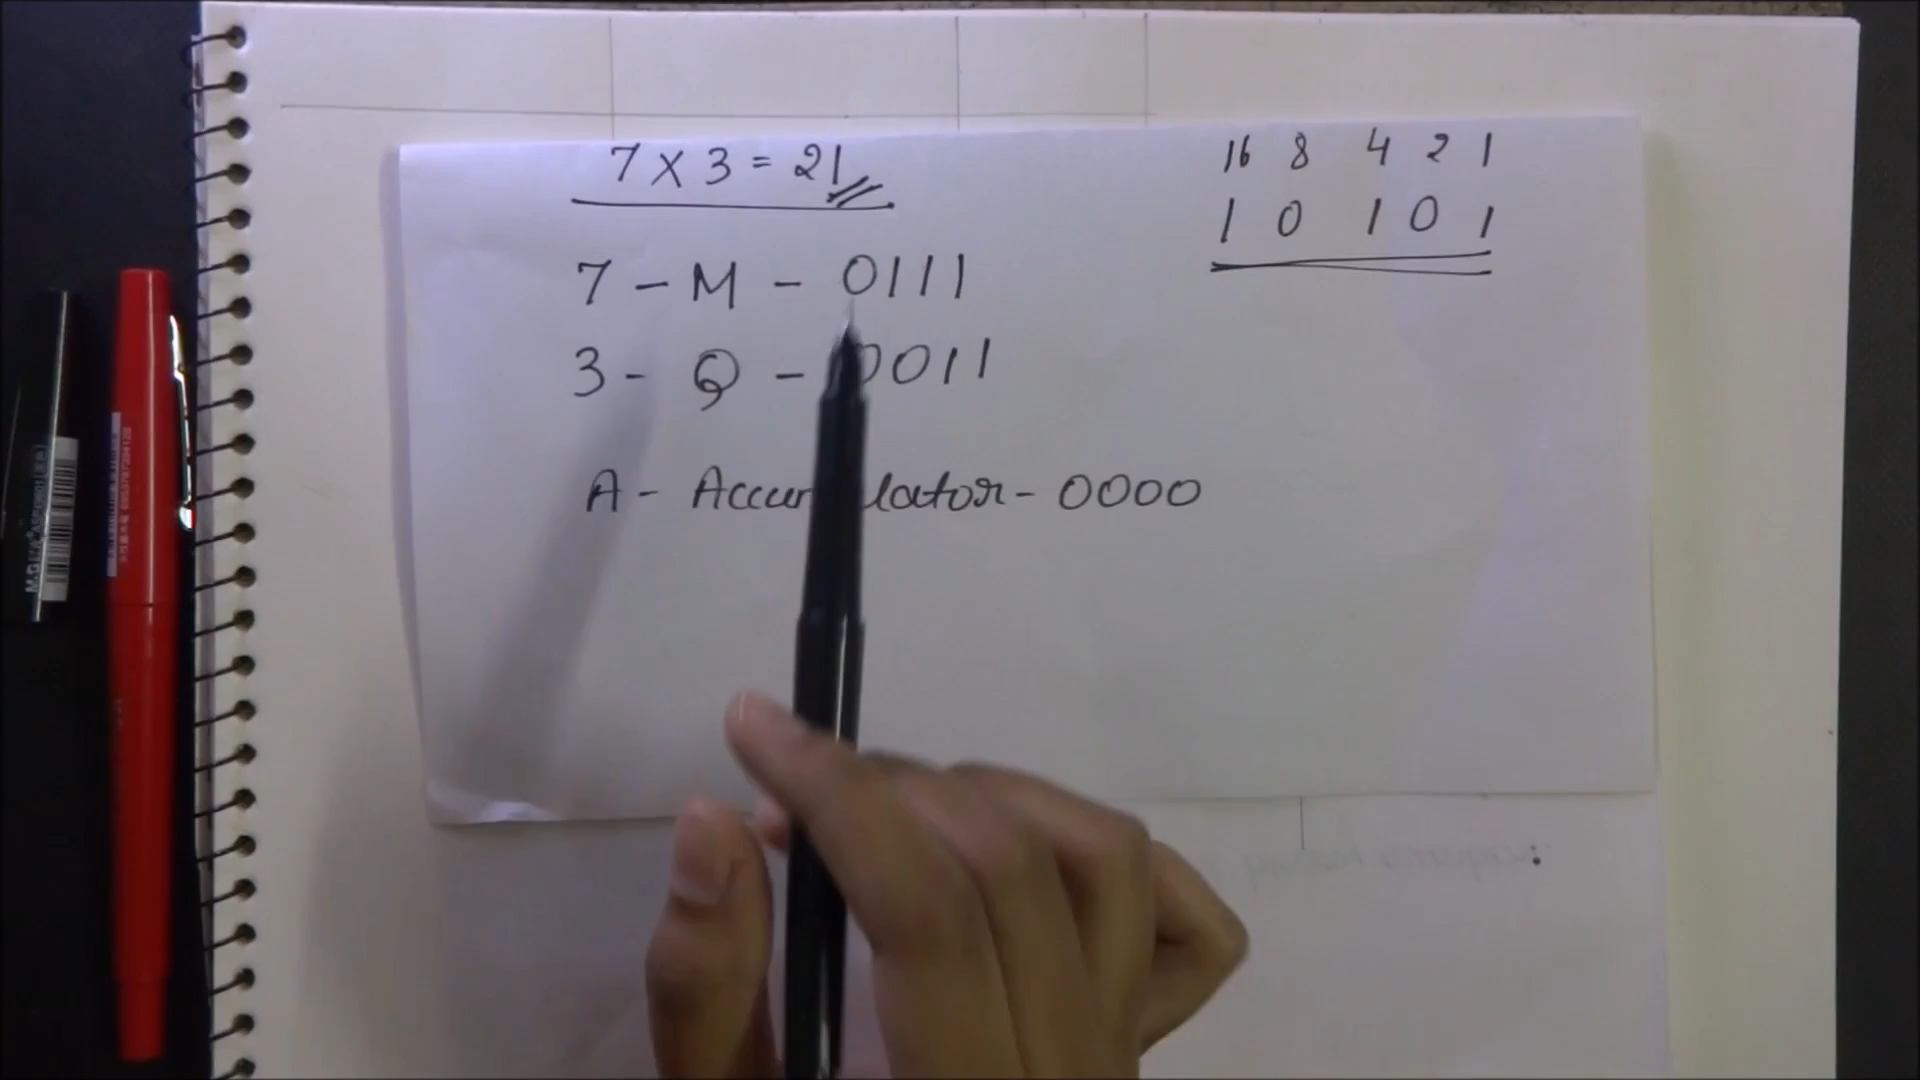 7 X 3 = 21
16 8 4 2 1
1 0 1 0 1
7 - M - 0111
3 - Q - 0011
A - Accumulator - 0000
M&G